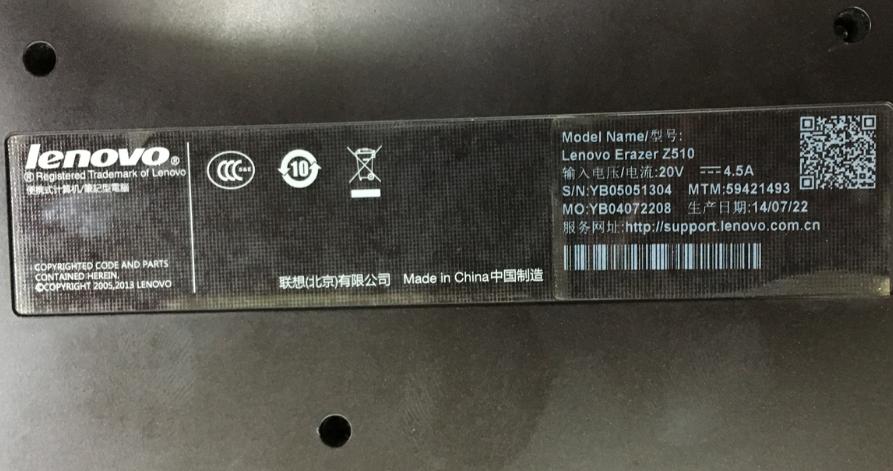 lenovo®
® Registered Trademark of Lenovo
便携式计算机/筆記型電腦
COPYRIGHTED CODE AND PARTS
CONTAINED HEREIN.
©COPYRIGHT 2005,2013 LENOVO
CCC S&E
10
联想(北京)有限公司 Made in China中国制造
Model Name/型号:
Lenovo Erazer Z510
输入电压/电流:20V ⎓4.5A
S/N:YB05051304 MTM:59421493
MO:YB04072208 生产日期:14/07/22
服务网址:http://support.lenovo.com.cn